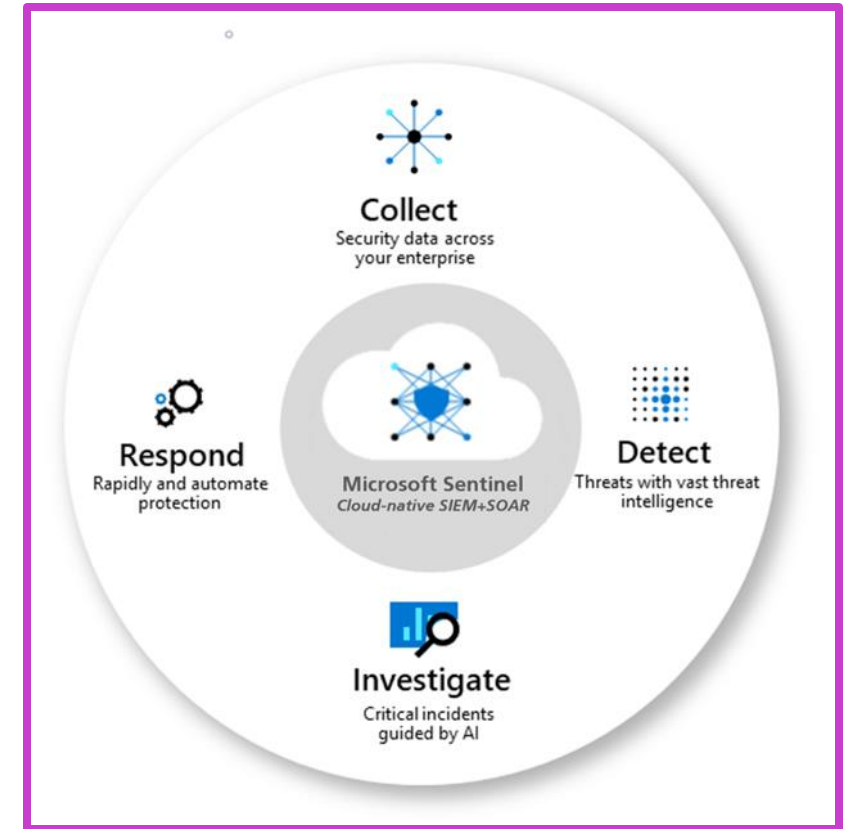 Collect
Security data across
your enterprise
Respond
Rapidly and automate
protection
Microsoft Sentinel
Cloud-native SIEM+SOAR
Detect
Threats with vast threat
intelligence
Investigate
Critical incidents
guided by AI